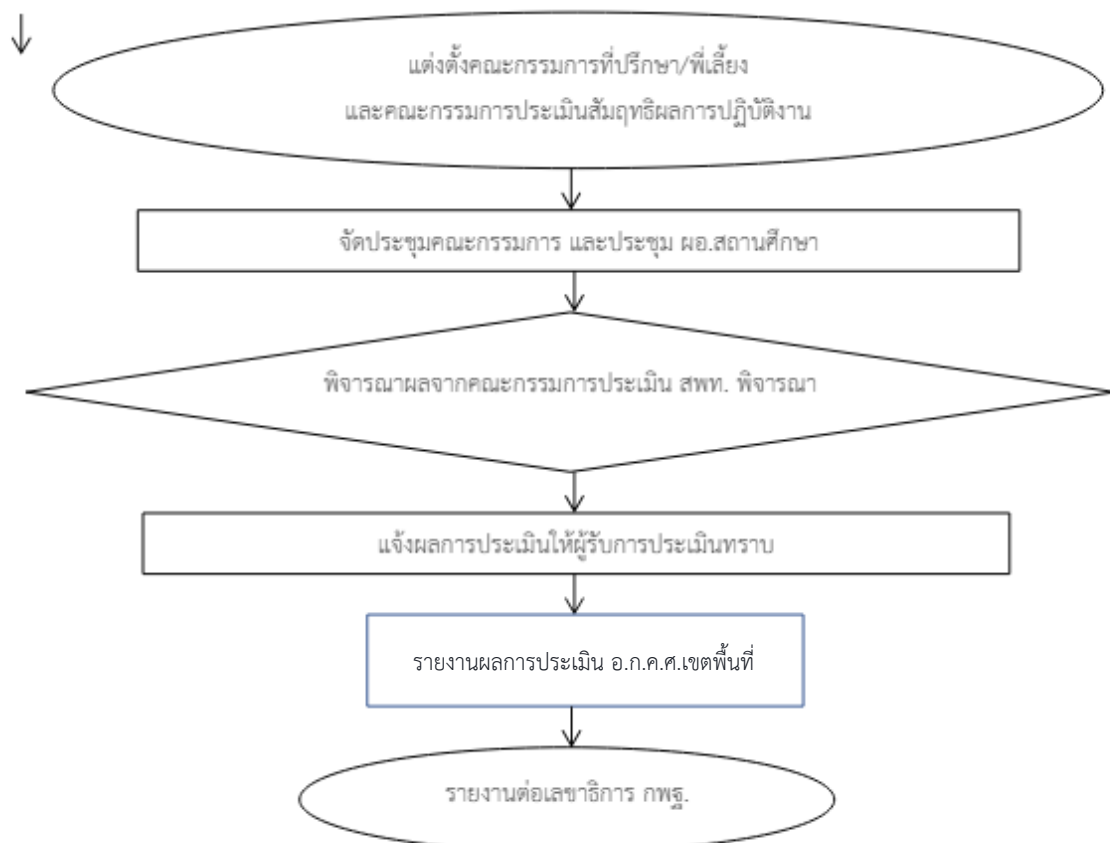 แต่งตั้งคณะกรรมการที่ปรึกษา/พี่เลี้ยง
และคณะกรรมการประเมินสัมฤทธิผลการปฏิบัติงาน
จัดประชุมคณะกรรมการ และประชุม ผอ.สถานศึกษา
พิจารณาผลจากคณะกรรมการประเมิน สพท. พิจารณา
แจ้งผลการประเมินให้ผู้รับการประเมินทราบ
รายงานผลการประเมิน อ.ก.ค.ศ.เขตพื้นที่
รายงานต่อเลขาธิการ กพฐ.